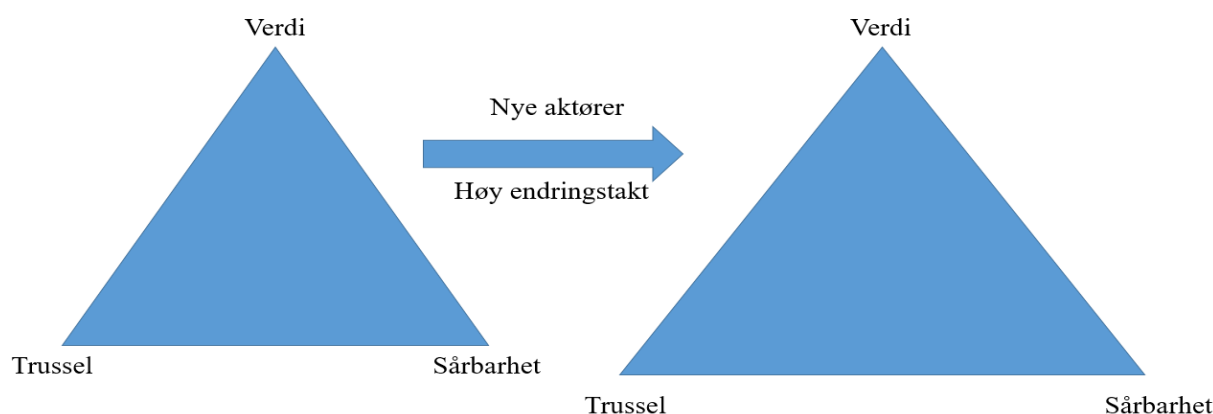 Verdi
Trussel
Sårbarhet
Nye aktører
Høy endringstakt
Verdi
Trussel
Sårbarhet